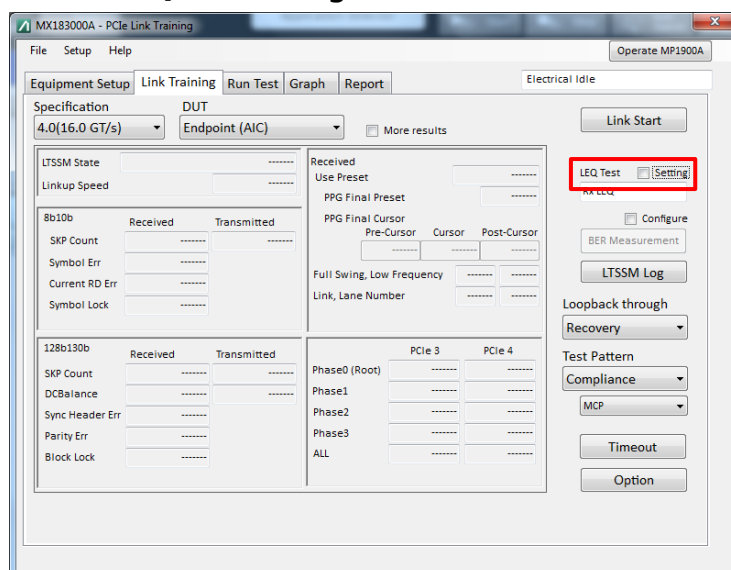 MX183000A - PCIe Link Training
File Setup Help
Operate MP1900A
Equipment Setup Link Training Run Test Graph Report
Electrical Idle
Specification DUT
4.0(16.0 GT/s) Endpoint (AIC)
More results
Link Start
LTSSM State -------
Linkup Speed -------
Received
Use Preset -------
PPG Final Preset -------
PPG Final Cursor
Pre-Cursor Cursor Post-Cursor
------- ------- -------
Full Swing, Low Frequency ------- -------
Link, Lane Number ------- -------
8b10b Received Transmitted
SKP Count ------- -------
Symbol Err -------
Current RD Err -------
Symbol Lock -------
128b130b Received Transmitted
SKP Count ------- -------
DCBalance ------- -------
Sync Header Err -------
Parity Err -------
Block Lock -------
PCIe 3 PCIe 4
Phase0 (Root) ------- -------
Phase1 ------- -------
Phase2 ------- -------
Phase3 ------- -------
ALL ------- -------
LEQ Test Setting
Rx LEQ
Configure
BER Measurement
LTSSM Log
Loopback through
Recovery
Test Pattern
Compliance
MCP
Timeout
Option